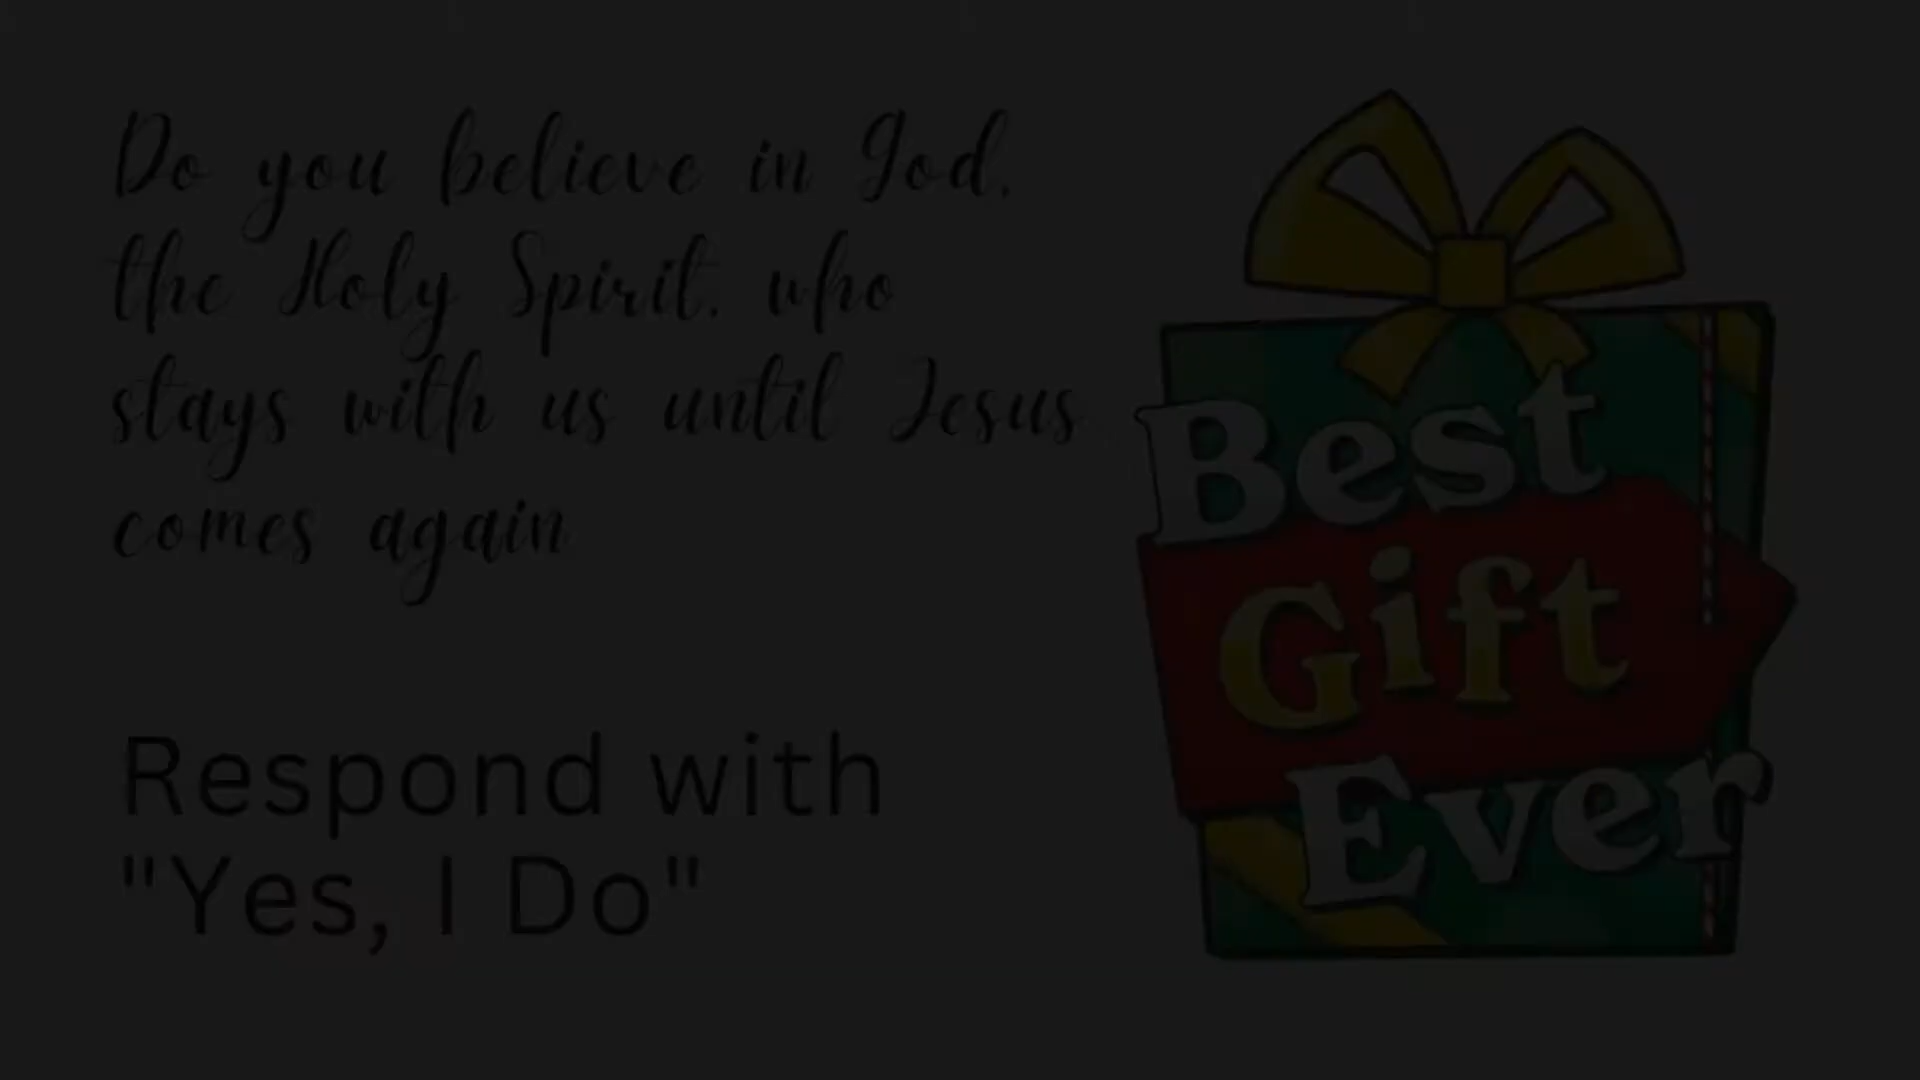 Do you believe in God,
the Holy Spirit, who
stays with us until Jesus
comes again
Respond with
"Yes, I Do"
Best
Gift
Ever